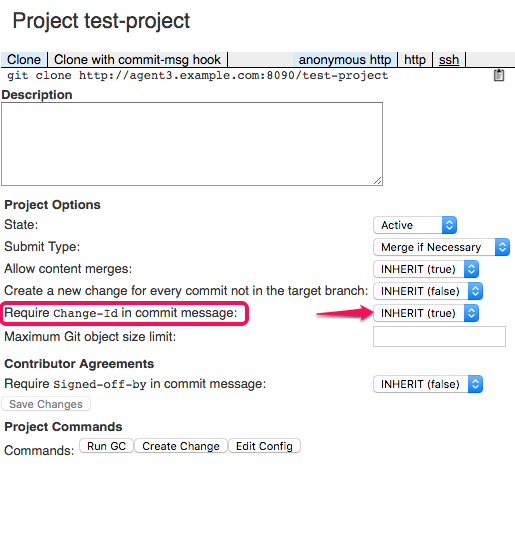 Project test-project
Clone Clone with commit-msg hook anonymous http http ssh
git clone http://agent3.example.com:8090/test-project
Description
Project Options
State: Active
Submit Type: Merge if Necessary
Allow content merges: INHERIT (true)
Create a new change for every commit not in the target branch: INHERIT (false)
Require Change-Id in commit message: INHERIT (true)
Maximum Git object size limit:
Contributor Agreements
Require Signed-off-by in commit message: INHERIT (false)
Save Changes
Project Commands
Commands: Run GC Create Change Edit Config